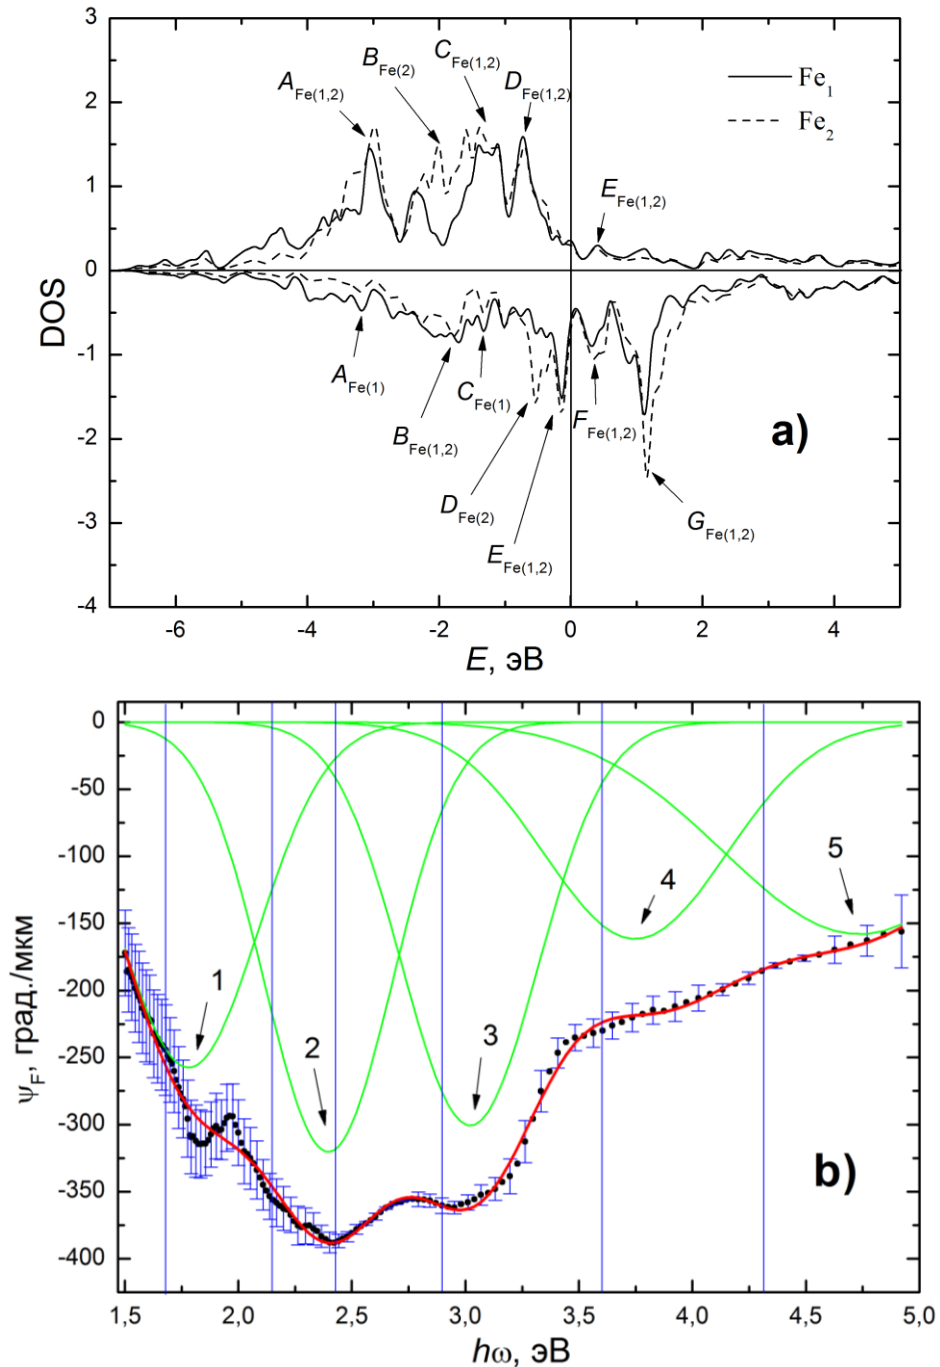 3
2
1
0
-1
-2
-3
-4
DOS
A Fe(1,2)
B Fe(2)
C Fe(1,2)
D Fe(1,2)
E Fe(1,2)
Fe1
Fe2
A Fe(1)
B Fe(1,2)
C Fe(1)
D Fe(2)
E Fe(1,2)
F Fe(1,2)
G Fe(1,2)
a)
-6 -4 -2 0 2 4
E, эВ
0
-50
-100
-150
-200
-250
-300
-350
-400
ψF, град./мкм
1
2
3
4
5
b)
1,5 2,0 2,5 3,0 3,5 4,0 4,5 5,0
hω, эВ